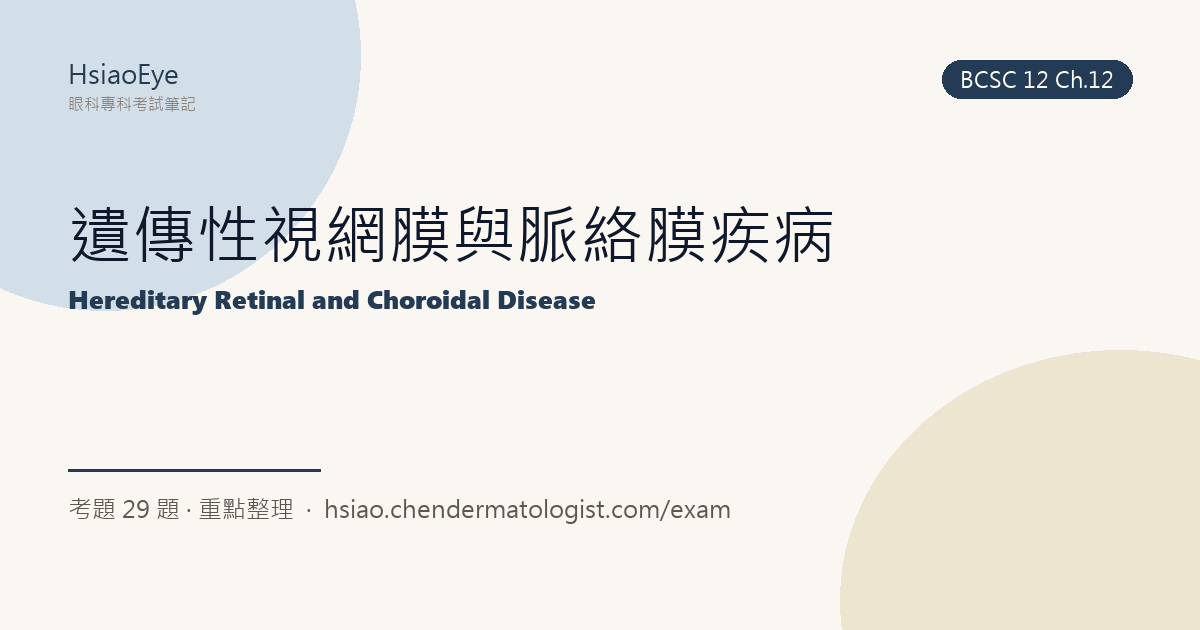 HsiaoEye
眼科專科考試筆記
BCSC 12 Ch.12
遺傳性視網膜與脈絡膜疾病
Hereditary Retinal and Choroidal Disease
考題 29 題 · 重點整理 · hsiao.chendermatologist.com/exam